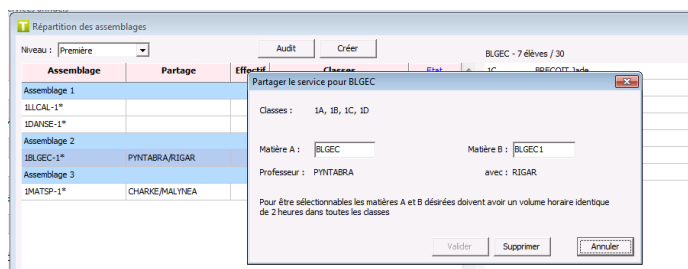 Répartition des assemblages
Niveau : Première
Audit Créer
BLGEC - 7 élèves / 30
Assemblage Partage Effectif Classes Etat
Assemblage 1
1LLCAL-1*
1DANSE-1*
Assemblage 2
1BLGEC-1* PYNTABRA/RIGAR
Assemblage 3
1MATSP-1* CHARKE/MALYNEA
1C BRECOIT Jade
Partager le service pour BLGEC
Classes : 1A, 1B, 1C, 1D
Matière A : BLGEC Matière B : BLGEC1
Professeur : PYNTABRA avec : RIGAR
Pour être sélectionnables les matières A et B désirées doivent avoir un volume horaire identique
de 2 heures dans toutes les classes
Valider Supprimer Annuler